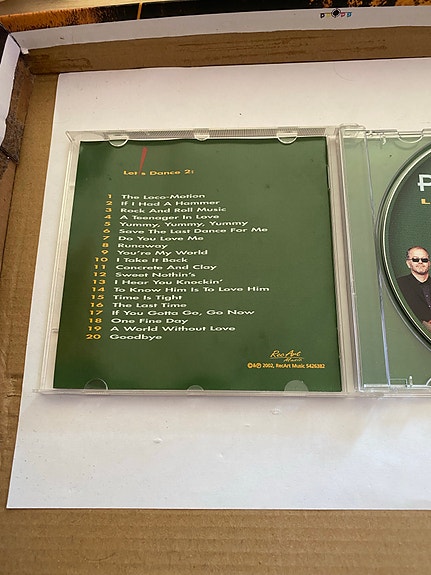 Let's Dance 2:
1 The Loco-Motion
2 If I Had A Hammer
3 Rock And Roll Music
4 A Teenager In Love
5 Yummy, Yummy, Yummy
6 Save The Last Dance For Me
7 Do You Love Me
8 Runaway
9 You're My World
10 I Take It Back
11 Concrete And Clay
12 Sweet Nothin's
13 I Hear You Knockin'
14 To Know Him Is To Love Him
15 Time Is Tight
16 The Last Time
17 If You Gotta Go, Go Now
18 One Fine Day
19 A World Without Love
20 Goodbye
RecArt
Music
©&℗ 2002, RecArt Music 5426382